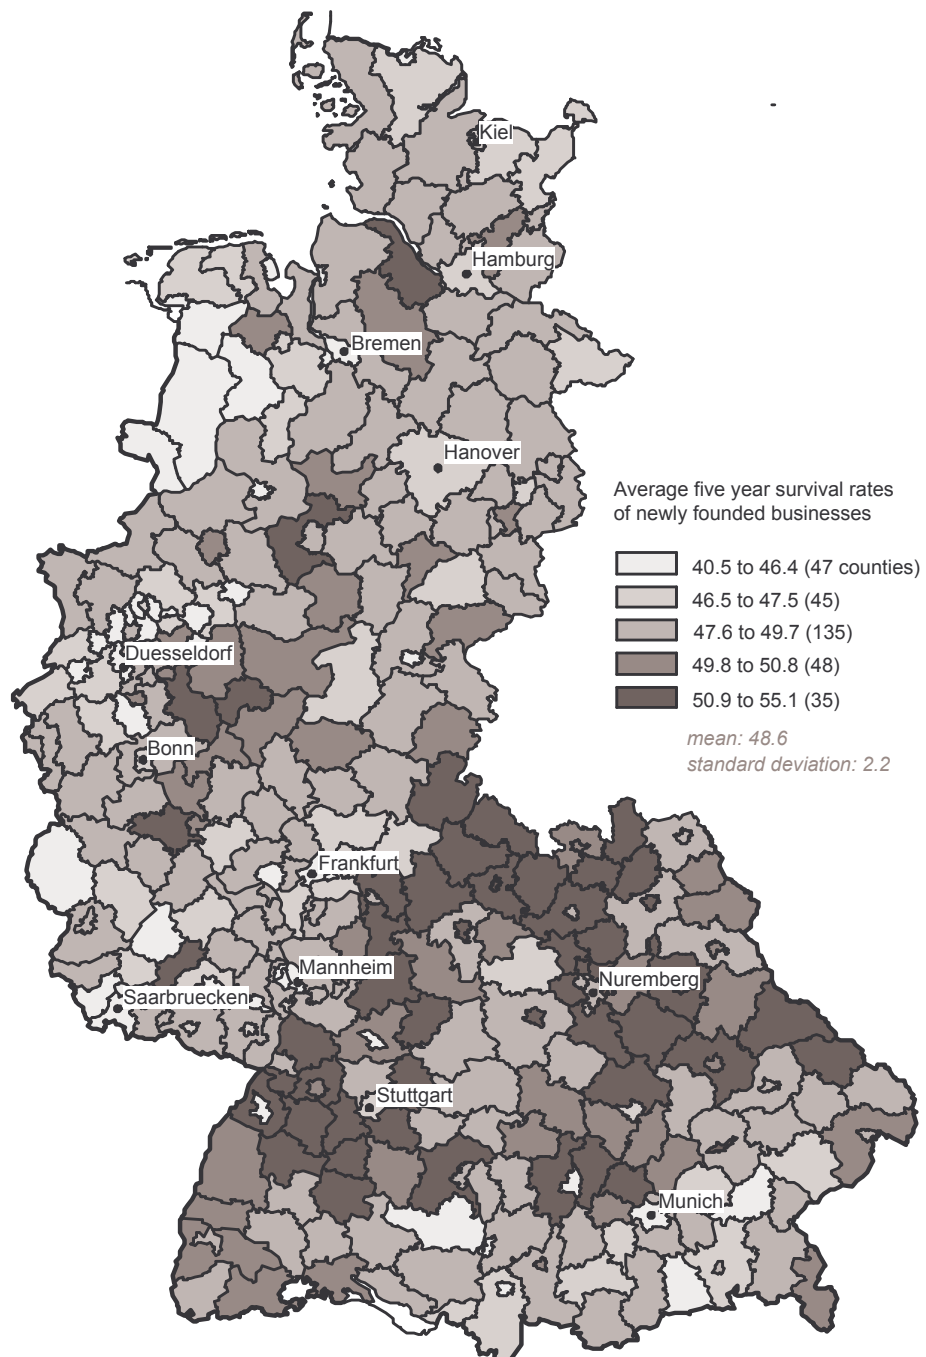 Kiel
Hamburg
Bremen
Hanover
Average five year survival rates
of newly founded businesses
40.5 to 46.4 (47 counties)
46.5 to 47.5 (45)
47.6 to 49.7 (135)
49.8 to 50.8 (48)
50.9 to 55.1 (35)
mean: 48.6
standard deviation: 2.2
Duesseldorf
Bonn
Frankfurt
Mannheim
Nuremberg
Saarbruecken
Stuttgart
Munich